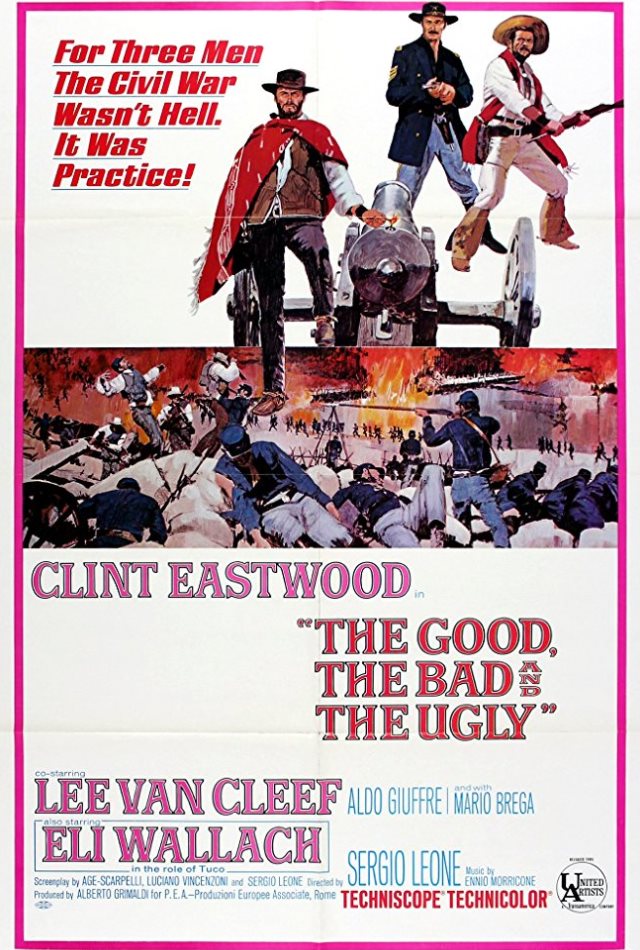 For Three Men
The Civil War
Wasn't Hell.
It Was
Practice!
CLINT EASTWOOD in
"THE GOOD,
THE BAD AND
THE UGLY"
co-starring
LEE VAN CLEEF ALDO GIUFFRE and with MARIO BREGA
also starring
ELI WALLACH
in the role of Tuco
Screenplay by AGE-SCARPELLI, LUCIANO VINCENZONI and SERGIO LEONE Directed by SERGIO LEONE Music by ENNIO MORRICONE
Produced by ALBERTO GRIMALDI for P.E.A.-Produzioni Europee Associate, Rome TECHNISCOPE® TECHNICOLOR®
UA UNITED ARTISTS